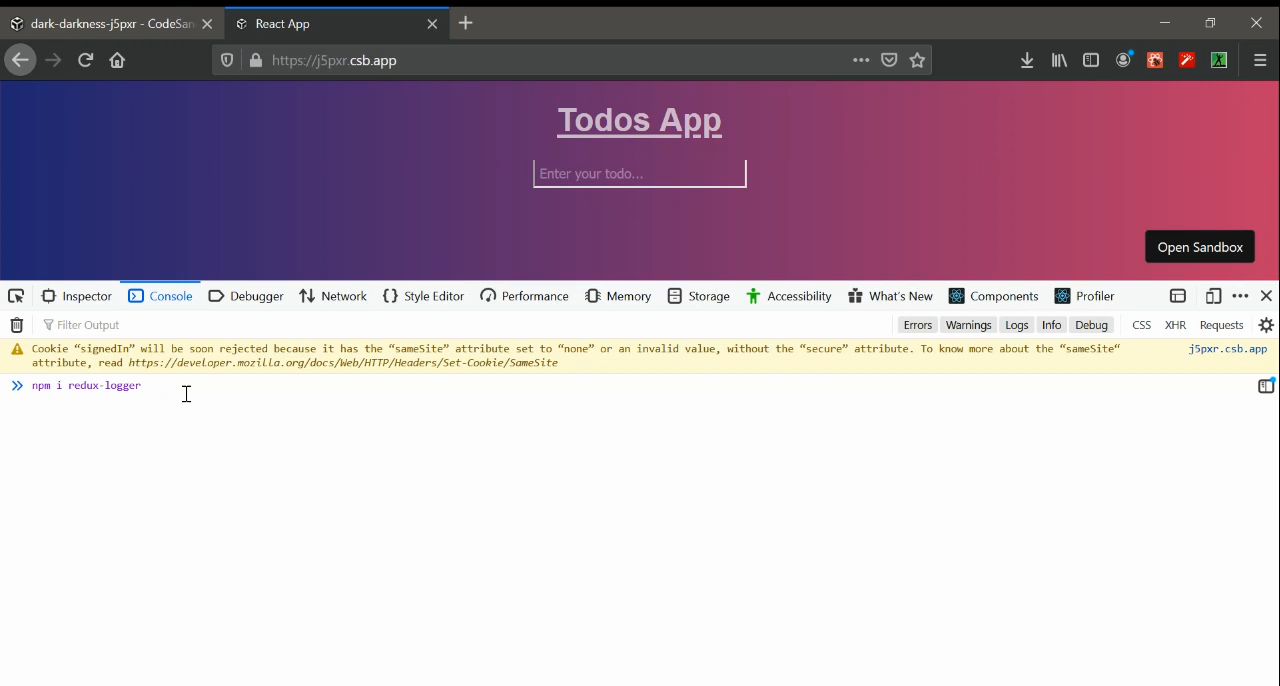 dark-darkness-j5pxr - CodeSan
React App
https://j5pxr.csb.app
Todos App
Enter your todo...
Open Sandbox
Inspector Console Debugger Network Style Editor Performance Memory Storage Accessibility What's New Components Profiler
Filter Output Errors Warnings Logs Info Debug CSS XHR Requests
Cookie “signedIn” will be soon rejected because it has the “sameSite” attribute set to “none” or an invalid value, without the “secure” attribute. To know more about the “sameSite“ j5pxr.csb.app
attribute, read https://developer.mozilla.org/docs/Web/HTTP/Headers/Set-Cookie/SameSite
npm i redux-logger